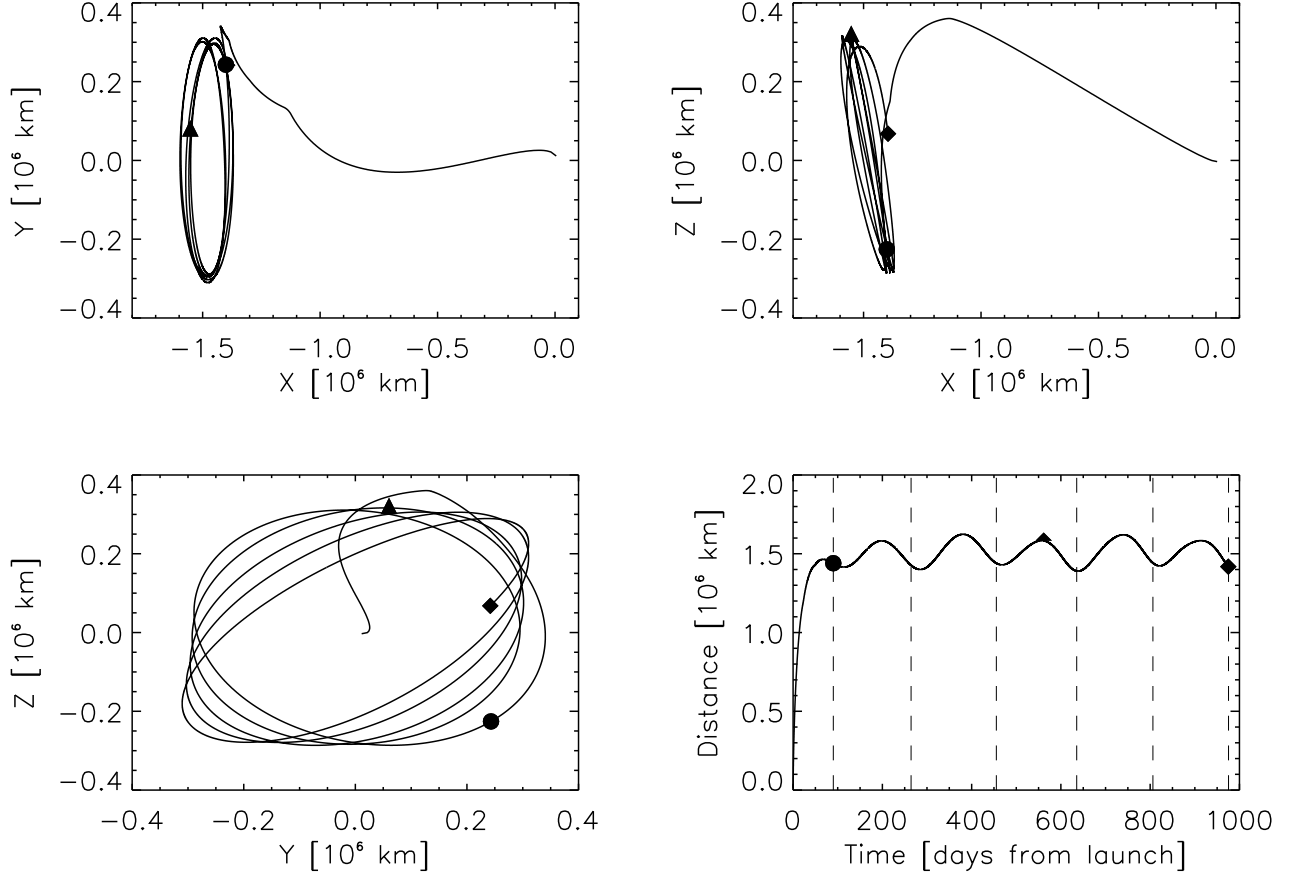 0.4
0.2
0.0
−0.2
−0.4
Y [10⁶ km]
−1.5 −1.0 −0.5 0.0
X [10⁶ km]
0.4
0.2
0.0
−0.2
−0.4
Z [10⁶ km]
−1.5 −1.0 −0.5 0.0
X [10⁶ km]
0.4
0.2
0.0
−0.2
−0.4
Z [10⁶ km]
−0.4 −0.2 0.0 0.2 0.4
Y [10⁶ km]
2.0
1.5
1.0
0.5
0.0
Distance [10⁶ km]
0 200 400 600 800 1000
Time [days from launch]